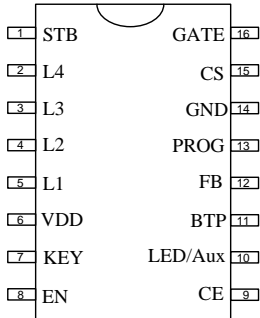 1 STB GATE 16
2 L4 CS 15
3 L3 GND 14
4 L2 PROG 13
5 L1 FB 12
6 VDD BTP 11
7 KEY LED/Aux 10
8 EN CE 9